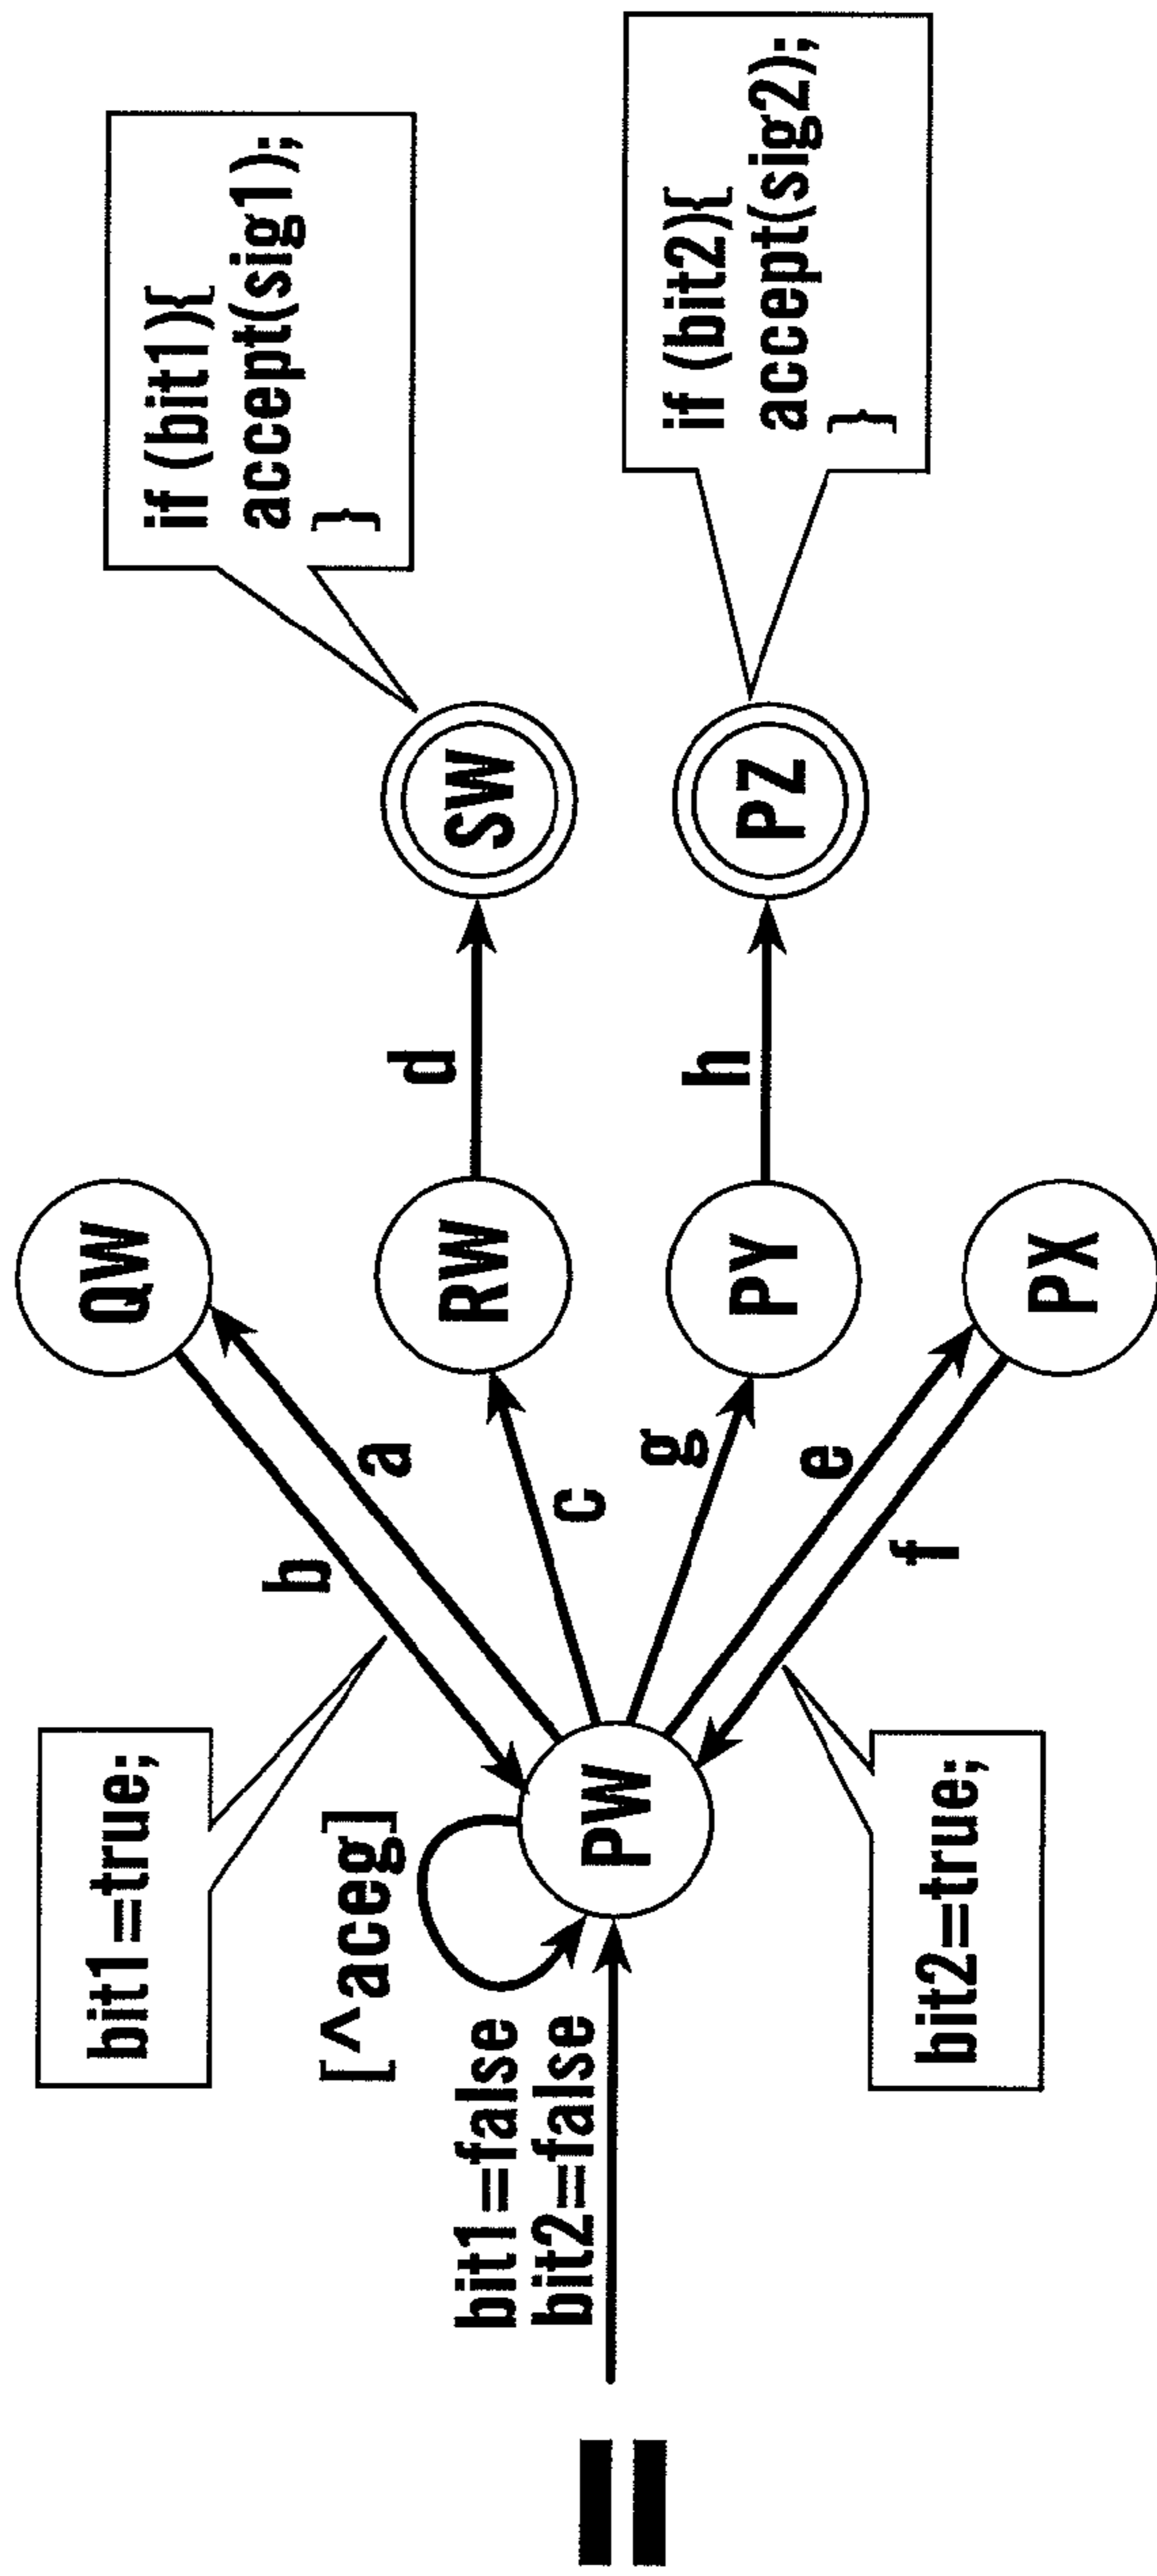 bit1=true;
b
a
QW
if (bit1){
accept(sig1);
}
[^aceg]
c
RW
d
SW
bit1=false
bit2=false
PW
g
PY
h
PZ
if (bit2){
accept(sig2);
}
e
f
PX
bit2=true;
=